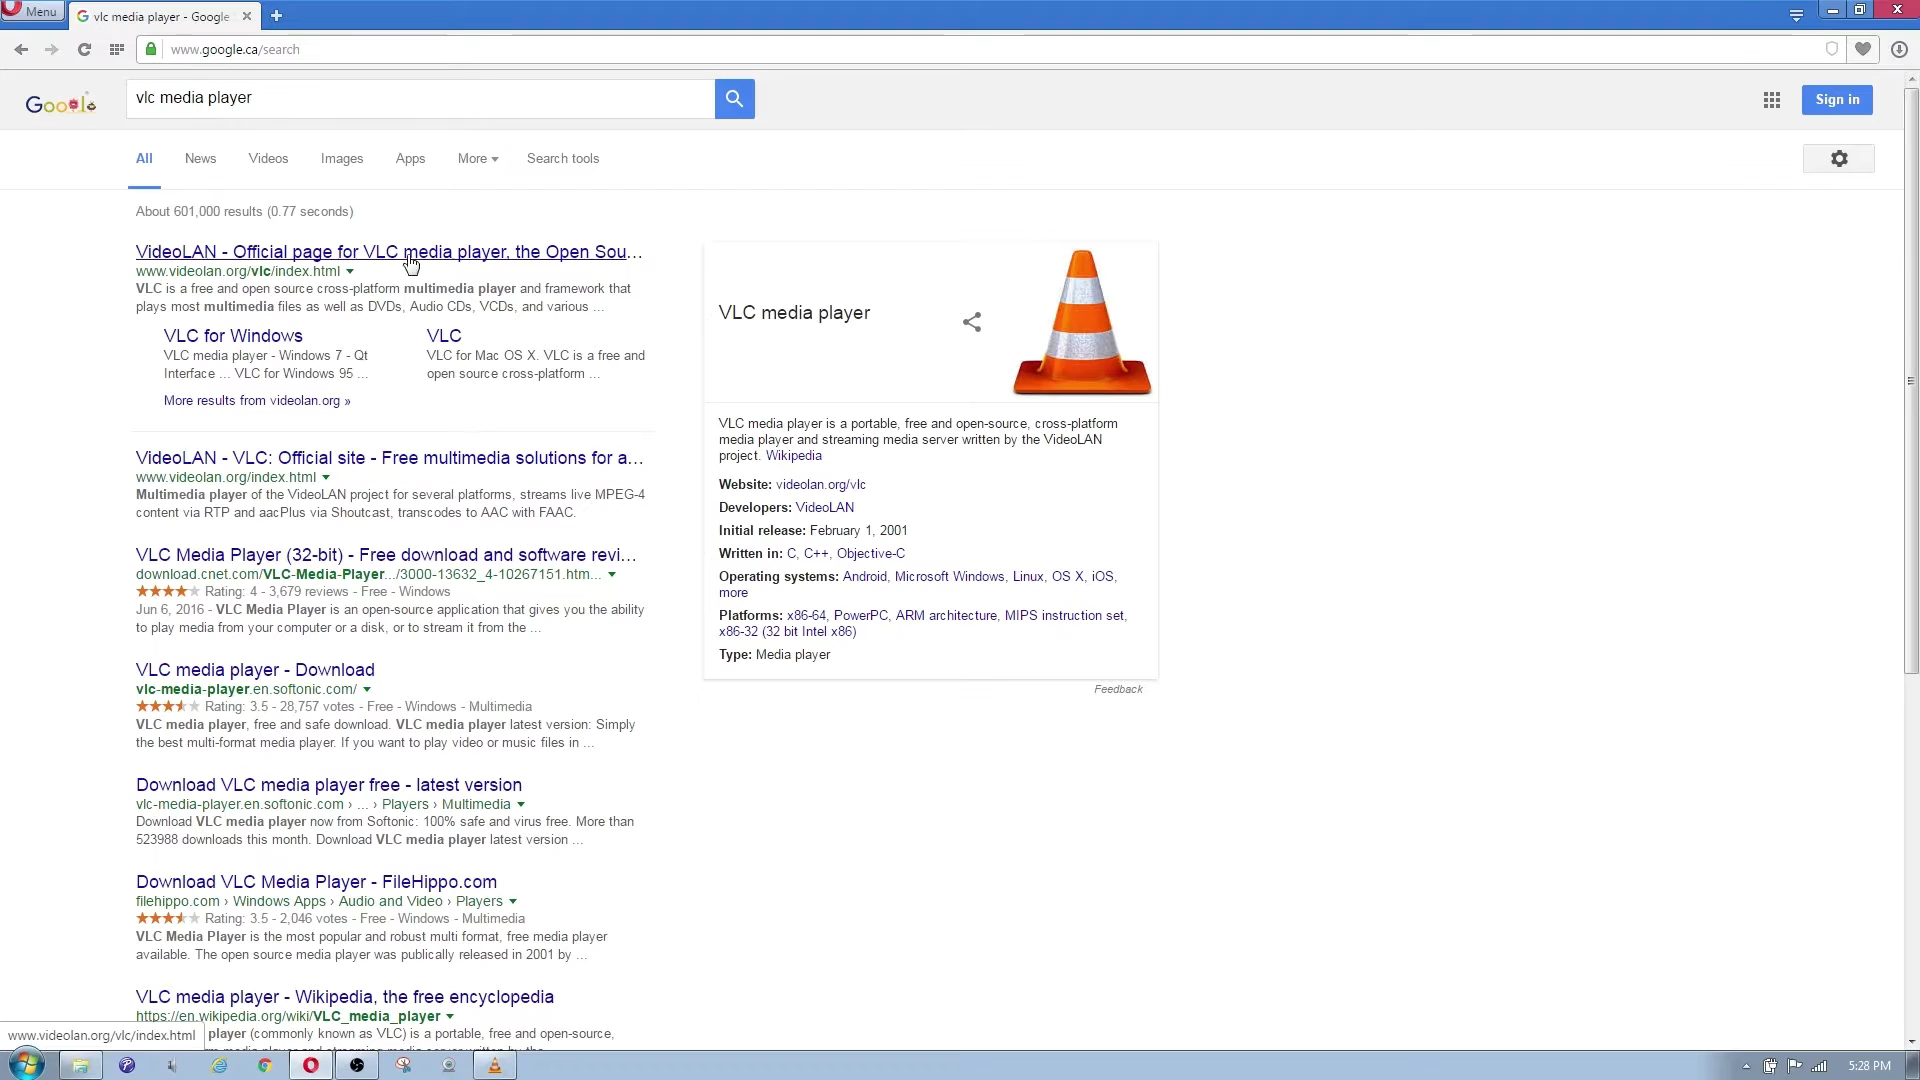 Menu
vlc media player - Google
www.google.ca/search
Google
vlc media player
Sign in
All
News
Videos
Images
Apps
More
Search tools
About 601,000 results (0.77 seconds)
VideoLAN - Official page for VLC media player, the Open Sou...
www.videolan.org/vlc/index.html
VLC is a free and open source cross-platform multimedia player and framework that
plays most multimedia files as well as DVDs, Audio CDs, VCDs, and various ...
VLC for Windows
VLC media player - Windows 7 - Qt
Interface ... VLC for Windows 95 ...
VLC
VLC for Mac OS X. VLC is a free and
open source cross-platform ...
More results from videolan.org »
VideoLAN - VLC: Official site - Free multimedia solutions for a...
www.videolan.org/index.html
Multimedia player of the VideoLAN project for several platforms, streams live MPEG-4
content via RTP and aacPlus via Shoutcast, transcodes to AAC with FAAC.
VLC Media Player (32-bit) - Free download and software revi...
download.cnet.com/VLC-Media-Player.../3000-13632_4-10267151.htm...
Rating: 4 - 3,679 reviews - Free - Windows
Jun 6, 2016 - VLC Media Player is an open-source application that gives you the ability
to play media from your computer or a disk, or to stream it from the ...
VLC media player - Download
vlc-media-player.en.softonic.com/
Rating: 3.5 - 28,757 votes - Free - Windows - Multimedia
VLC media player, free and safe download. VLC media player latest version: Simply
the best multi-format media player. If you want to play video or music files in ...
Download VLC media player free - latest version
vlc-media-player.en.softonic.com › ... › Players › Multimedia
Download VLC media player now from Softonic: 100% safe and virus free. More than
523988 downloads this month. Download VLC media player latest version ...
Download VLC Media Player - FileHippo.com
filehippo.com › Windows Apps › Audio and Video › Players
Rating: 3.5 - 2,046 votes - Free - Windows - Multimedia
VLC Media Player is the most popular and robust multi format, free media player
available. The open source media player was publically released in 2001 by ...
VLC media player - Wikipedia, the free encyclopedia
https://en.wikipedia.org/wiki/VLC_media_player
player (commonly known as VLC) is a portable, free and open-source,
VLC media player
VLC media player is a portable, free and open-source, cross-platform
media player and streaming media server written by the VideoLAN
project. Wikipedia
Website: videolan.org/vlc
Developers: VideoLAN
Initial release: February 1, 2001
Written in: C, C++, Objective-C
Operating systems: Android, Microsoft Windows, Linux, OS X, iOS,
more
Platforms: x86-64, PowerPC, ARM architecture, MIPS instruction set,
x86-32 (32 bit Intel x86)
Type: Media player
Feedback
www.videolan.org/vlc/index.html
5:28 PM